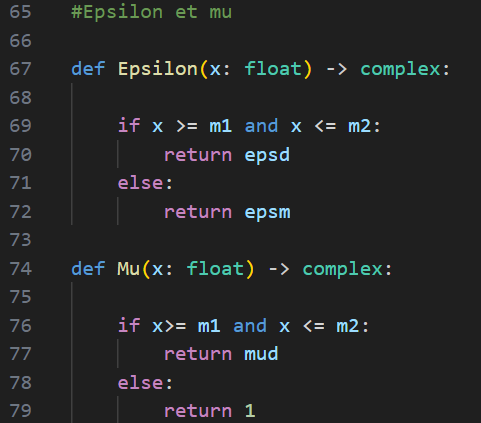 65 #Epsilon et mu
66
67 def Epsilon(x: float) -> complex:
68
69 if x >= m1 and x <= m2:
70 return epsd
71 else:
72 return epsm
73
74 def Mu(x: float) -> complex:
75
76 if x>= m1 and x <= m2:
77 return mud
78 else:
79 return 1